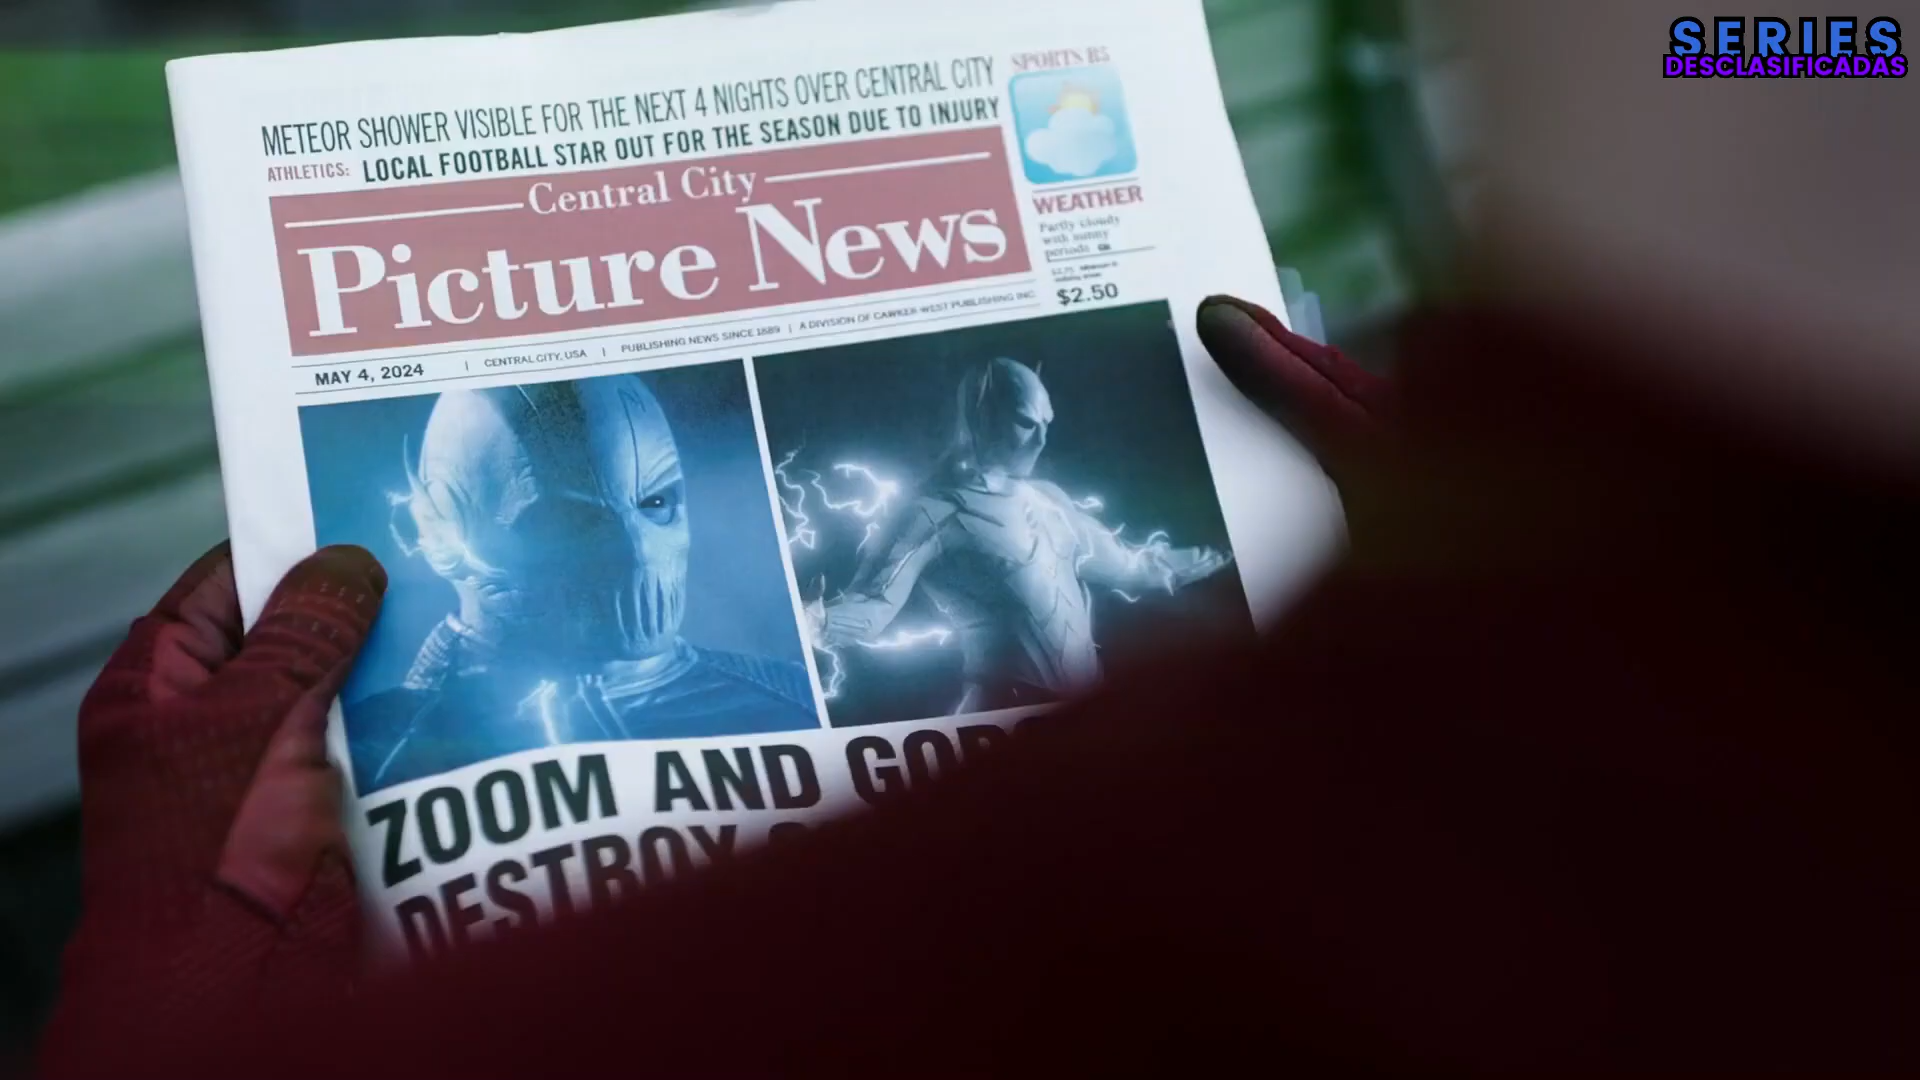 SERIES
DESCLASIFICADAS
METEOR SHOWER VISIBLE FOR THE NEXT 4 NIGHTS OVER CENTRAL CITY
ATHLETICS: LOCAL FOOTBALL STAR OUT FOR THE SEASON DUE TO INJURY
SPORTS B5
Central City
Picture News
WEATHER
Partly cloudy
with sunny
periods
$2.50
MAY 4, 2024 | CENTRAL CITY, USA | PUBLISHING NEWS SINCE 1889 | A DIVISION OF CAWKER-WEST PUBLISHING INC.
ZOOM AND
DESTROY